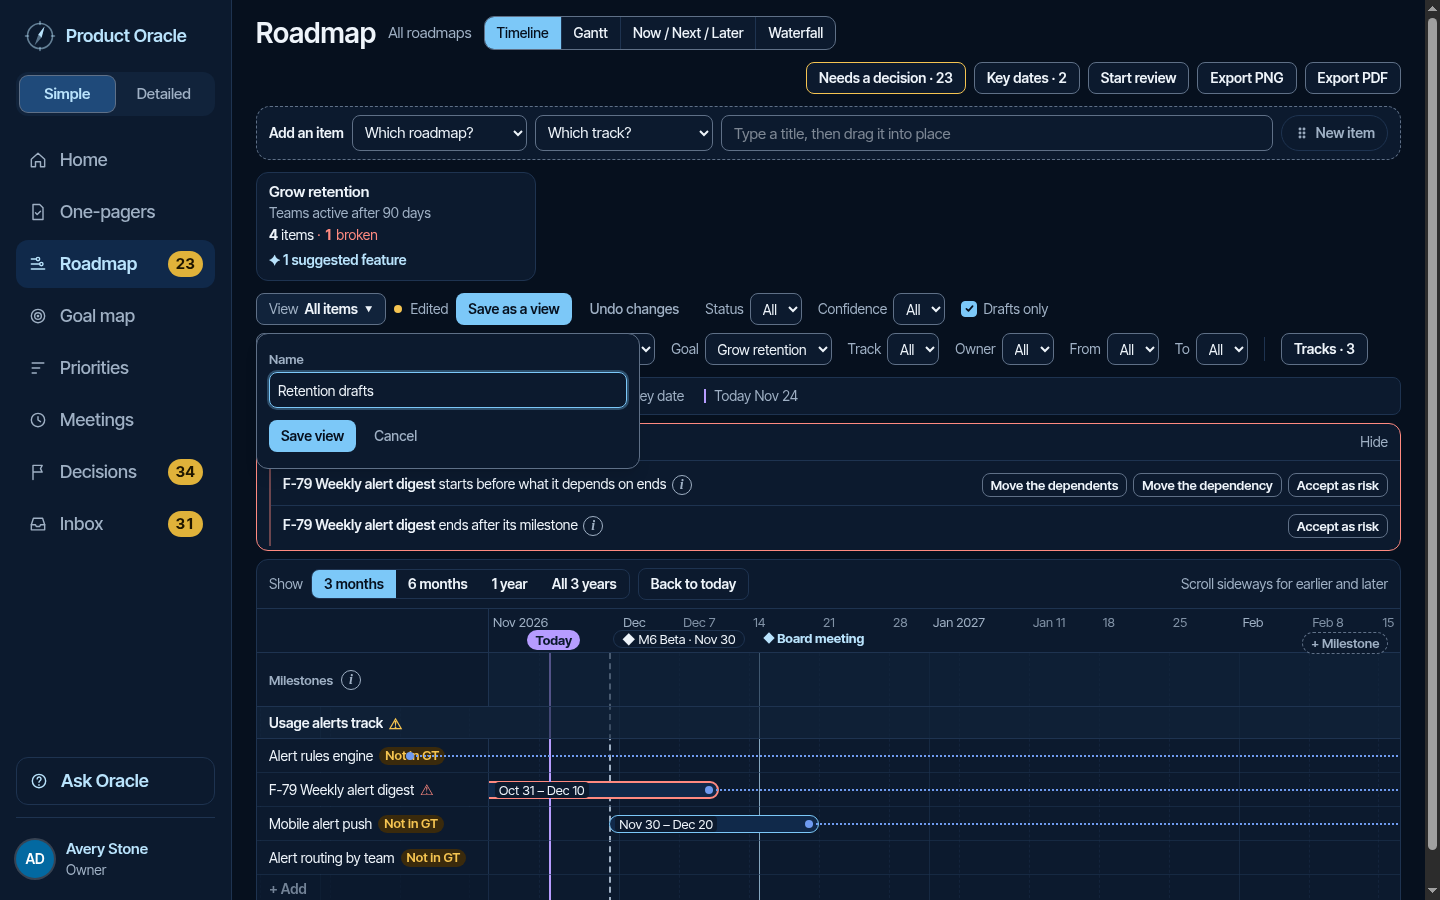 Product Oracle
Simple Detailed
Home
One-pagers
Roadmap 23
Goal map
Priorities
Meetings
Decisions 34
Inbox 31
Ask Oracle
AD Avery Stone
Owner
Roadmap All roadmaps Timeline Gantt Now / Next / Later Waterfall
Needs a decision · 23 Key dates · 2 Start review Export PNG Export PDF
Add an item Which roadmap? Which track? Type a title, then drag it into place New item
Grow retention
Teams active after 90 days
4 items · 1 broken
1 suggested feature
View All items Edited Save as a view Undo changes Status All Confidence All Drafts only
Goal Grow retention Track All Owner All From All To All Tracks · 3
Name
Retention drafts
Save view Cancel
ey date Today Nov 24
Hide
F-79 Weekly alert digest starts before what it depends on ends Move the dependents Move the dependency Accept as risk
F-79 Weekly alert digest ends after its milestone Accept as risk
Show 3 months 6 months 1 year All 3 years Back to today Scroll sideways for earlier and later
Nov 2026 Dec Dec 7 14 21 28 Jan 2027 Jan 11 18 25 Feb Feb 8 15
Today M6 Beta · Nov 30 Board meeting + Milestone
Milestones
Usage alerts track
Alert rules engine Not in GT
F-79 Weekly alert digest Oct 31 – Dec 10
Mobile alert push Not in GT Nov 30 – Dec 20
Alert routing by team Not in GT
+ Add